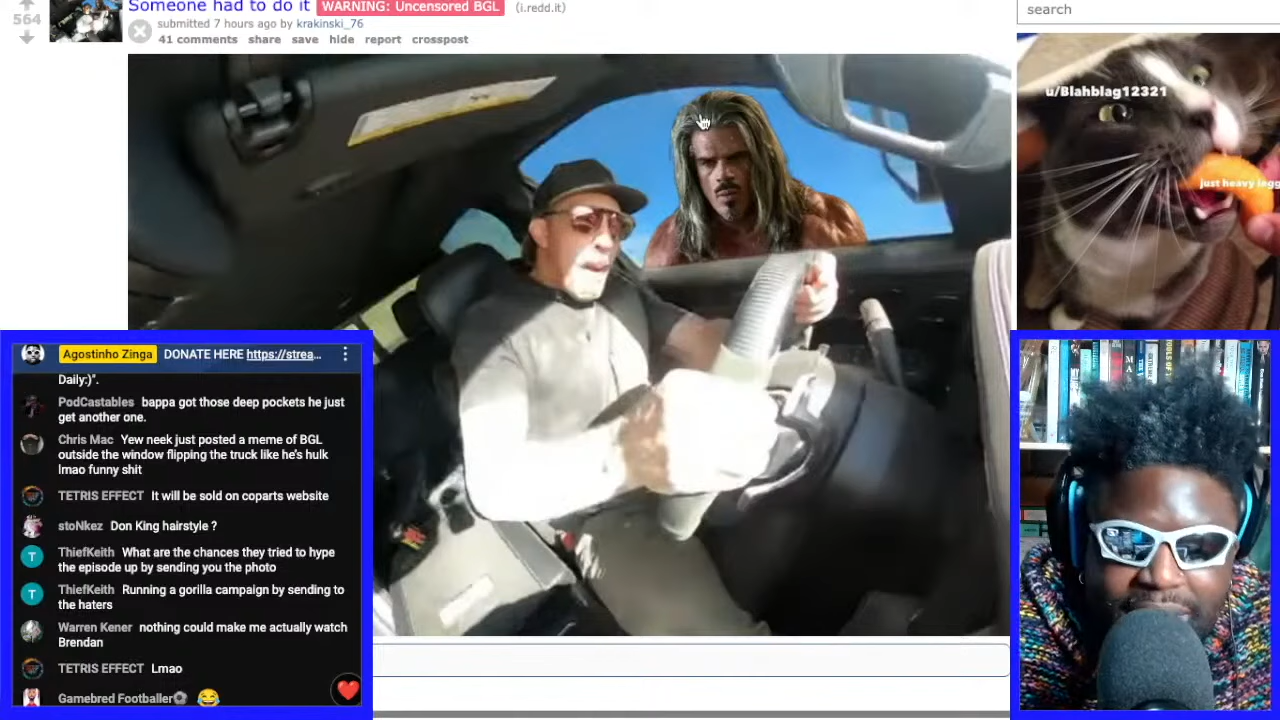 564
Someone had to do it WARNING: Uncensored BGL (i.redd.it)
submitted 7 hours ago by krakinski_76
41 comments share save hide report crosspost
search
u/Blahblag12321
just heavy jagg
Agostinho Zinga DONATE HERE https://strea...
Daily:)".
PodCastables bappa got those deep pockets he just
get another one.
Chris Mac Yew neek just posted a meme of BGL
outside the window flipping the truck like he's hulk
lmao funny shit
TETRIS EFFECT It will be sold on coparts website
stoNkez Don King hairstyle ?
ThiefKeith What are the chances they tried to hype
the episode up by sending you the photo
ThiefKeith Running a gorilla campaign by sending to
the haters
Warren Kener nothing could make me actually watch
Brendan
TETRIS EFFECT Lmao
Gamebred Footballer⚽ 😂